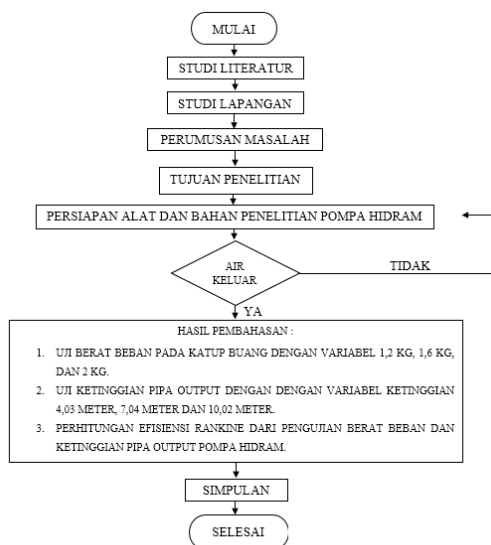 MULAI
STUDI LITERATUR
STUDI LAPANGAN
PERUMUSAN MASALAH
TUJUAN PENELITIAN
PERSIAPAN ALAT DAN BAHAN PENELITIAN POMPA HIDRAM
AIR
KELUAR
TIDAK
YA
HASIL PEMBAHASAN :
1. UJI BERAT BEBAN PADA KATUP BUANG DENGAN VARIABEL 1,2 KG, 1,6 KG,
DAN 2 KG.
2. UJI KETINGGIAN PIPA OUTPUT DENGAN DENGAN VARIABEL KETINGGIAN
4,03 METER, 7,04 METER DAN 10,02 METER.
3. PERHITUNGAN EFISIENSI RANKINE DARI PENGUJIAN BERAT BEBAN DAN
KETINGGIAN PIPA OUTPUT POMPA HIDRAM.
SIMPULAN
SELESAI